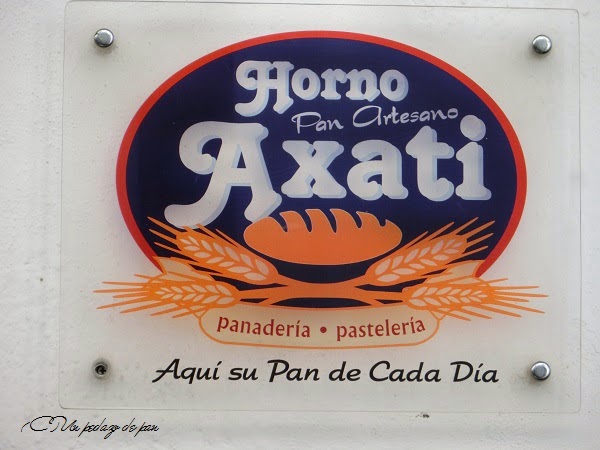 Horno
Pan Artesano
Axati
panadería • pastelería
Aquí su Pan de Cada Día
Un pedazo de pan